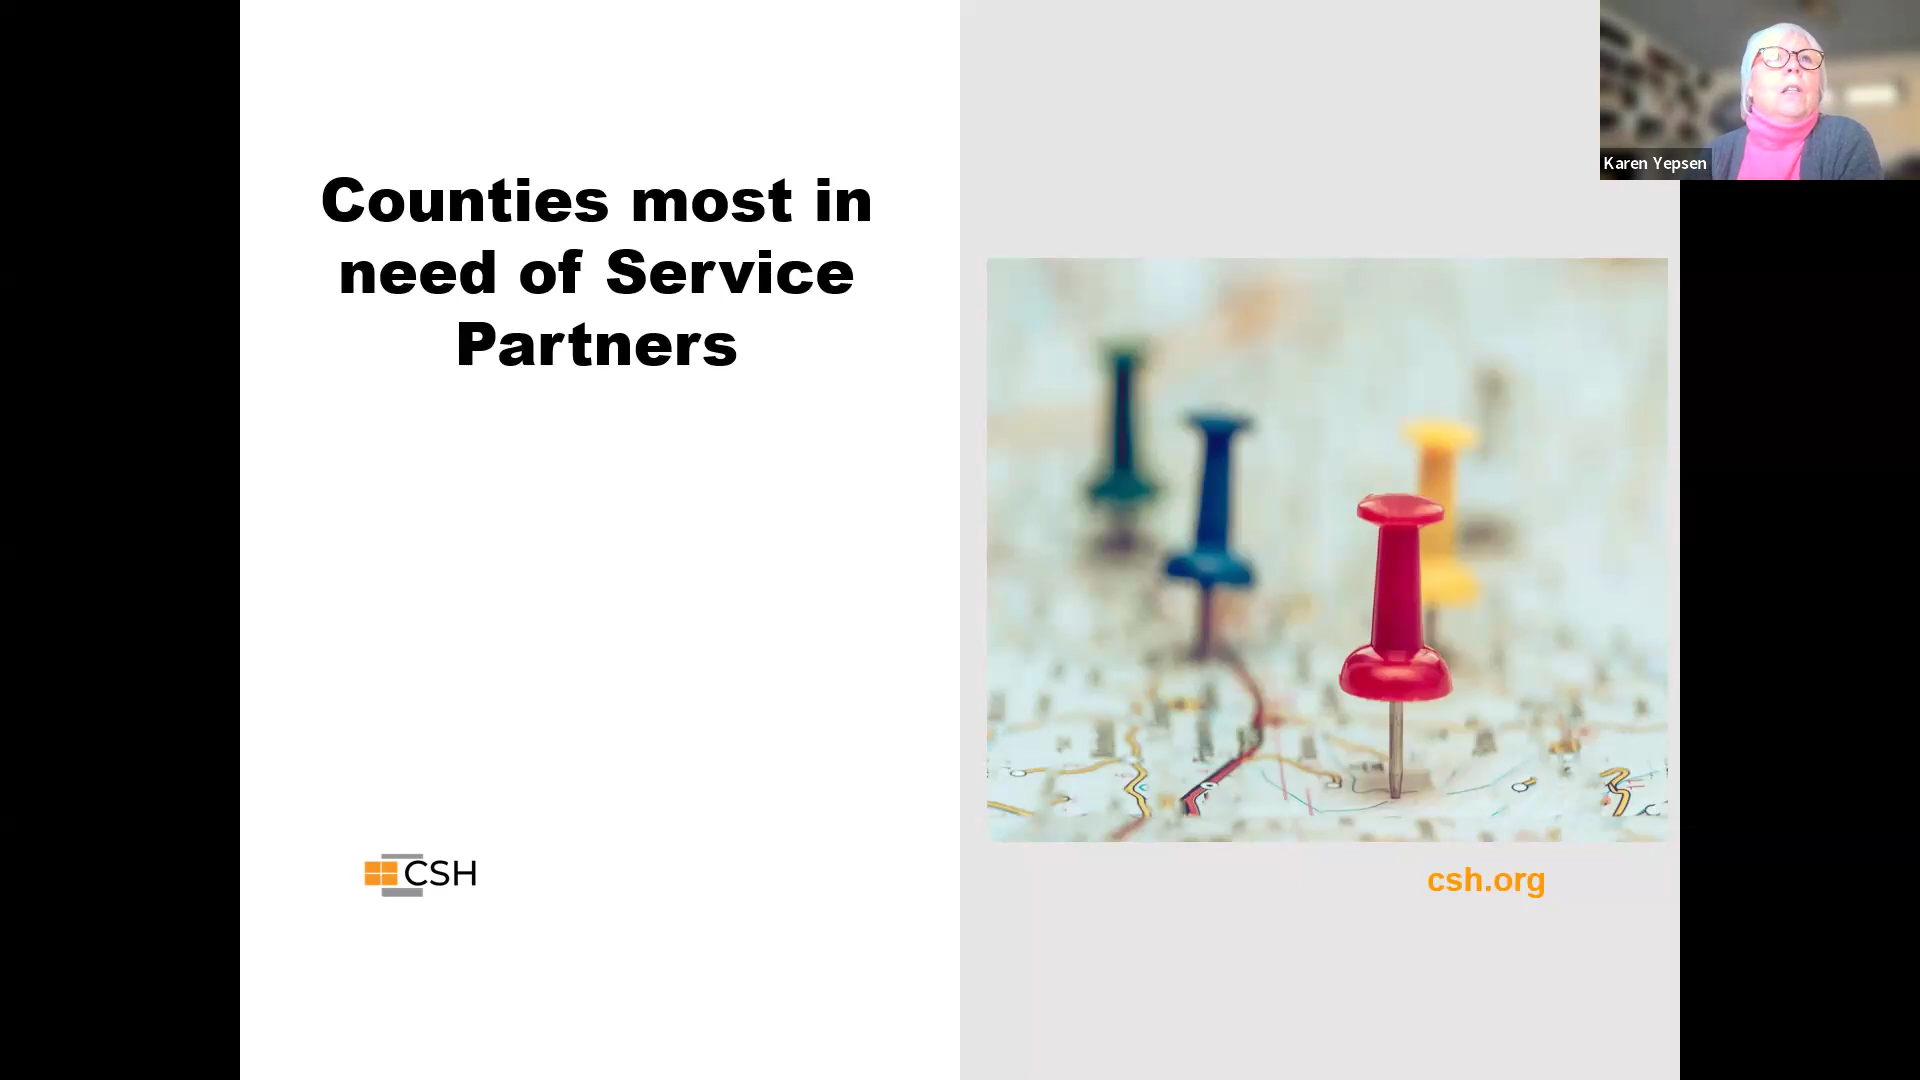 Karen Yepsen
Counties most in
need of Service
Partners
CSH
csh.org